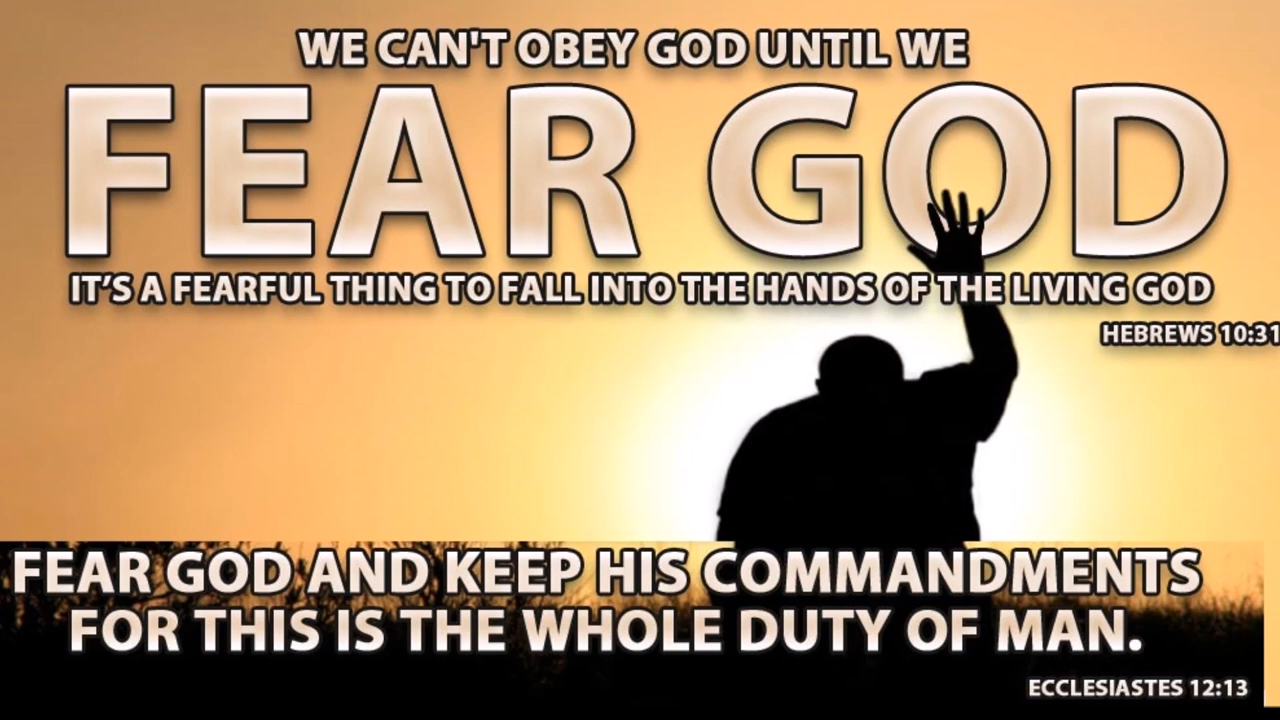 WE CAN'T OBEY GOD UNTIL WE
FEAR GOD
IT’S A FEARFUL THING TO FALL INTO THE HANDS OF THE LIVING GOD
HEBREWS 10:31
FEAR GOD AND KEEP HIS COMMANDMENTS
FOR THIS IS THE WHOLE DUTY OF MAN.
ECCLESIASTES 12:13